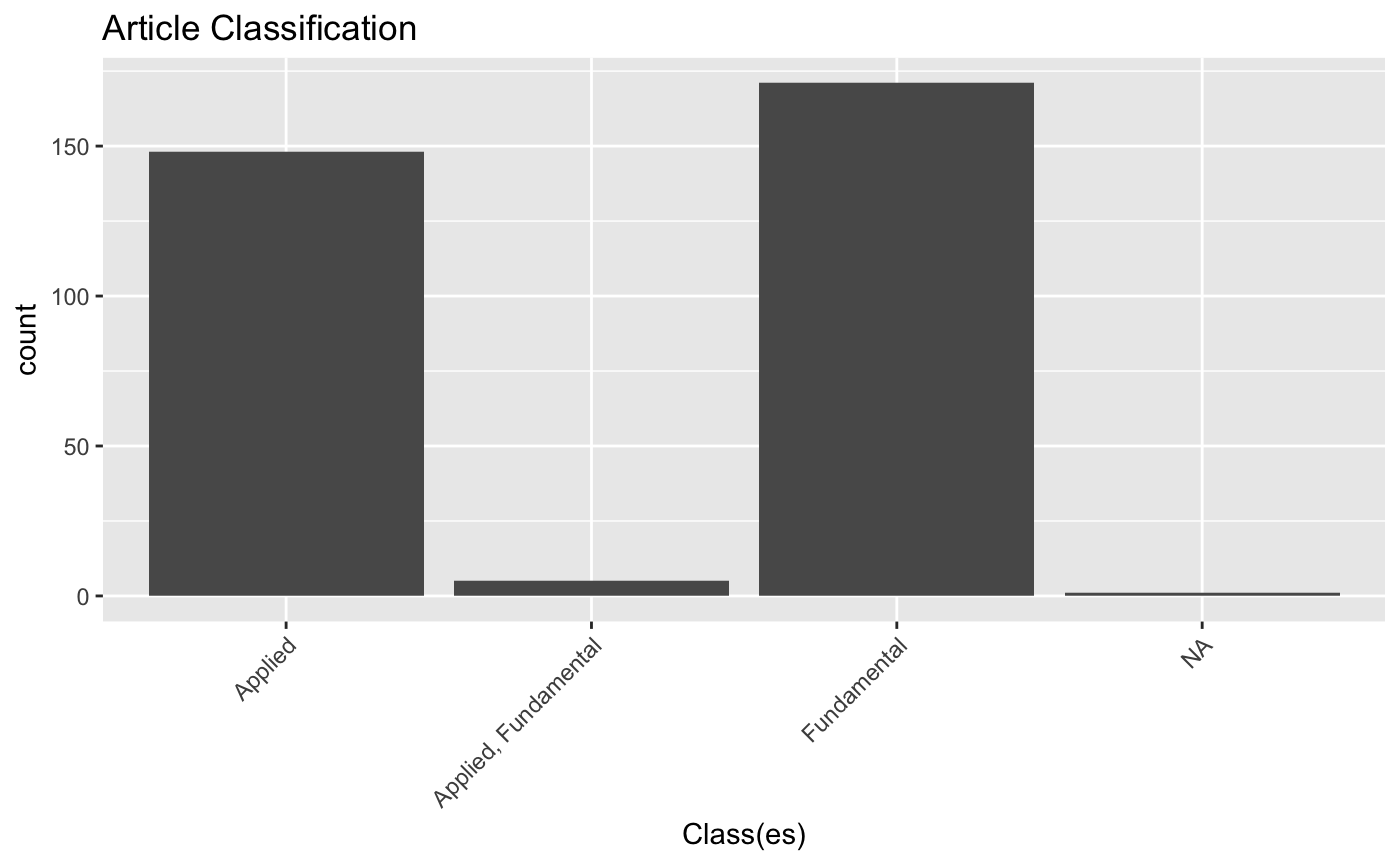 Article Classification
count
150
100
50
0
Applied
Applied, Fundamental
Fundamental
NA
Class(es)